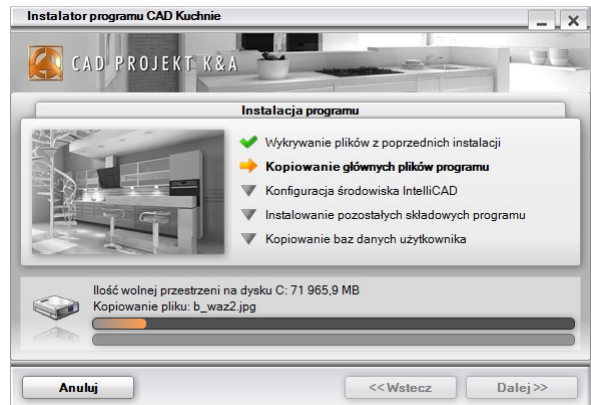 Instalator programu CAD Kuchnie
CAD PROJEKT K&A
Instalacja programu
Wykrywanie plików z poprzednich instalacji
Kopiowanie głównych plików programu
Konfiguracja środowiska IntelliCAD
Instalowanie pozostałych składowych programu
Kopiowanie baz danych użytkownika
Ilość wolnej przestrzeni na dysku C: 71 965,9 MB
Kopiowanie pliku: b_waz2.jpg
Anuluj
<< Wstecz
Dalej >>